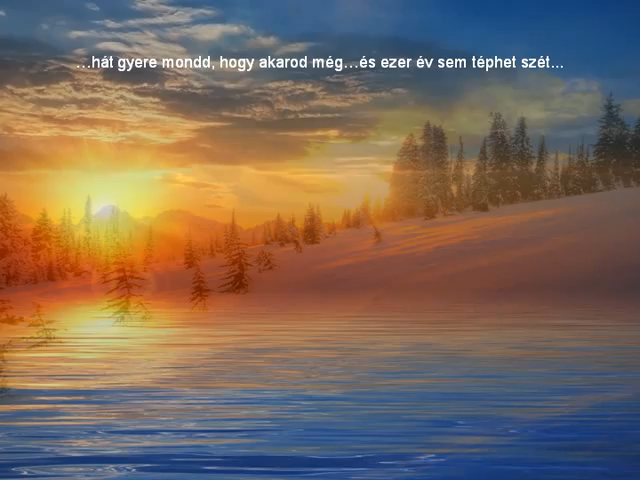 …hát gyere mondd, hogy akarod még…és ezer év sem téphet szét...